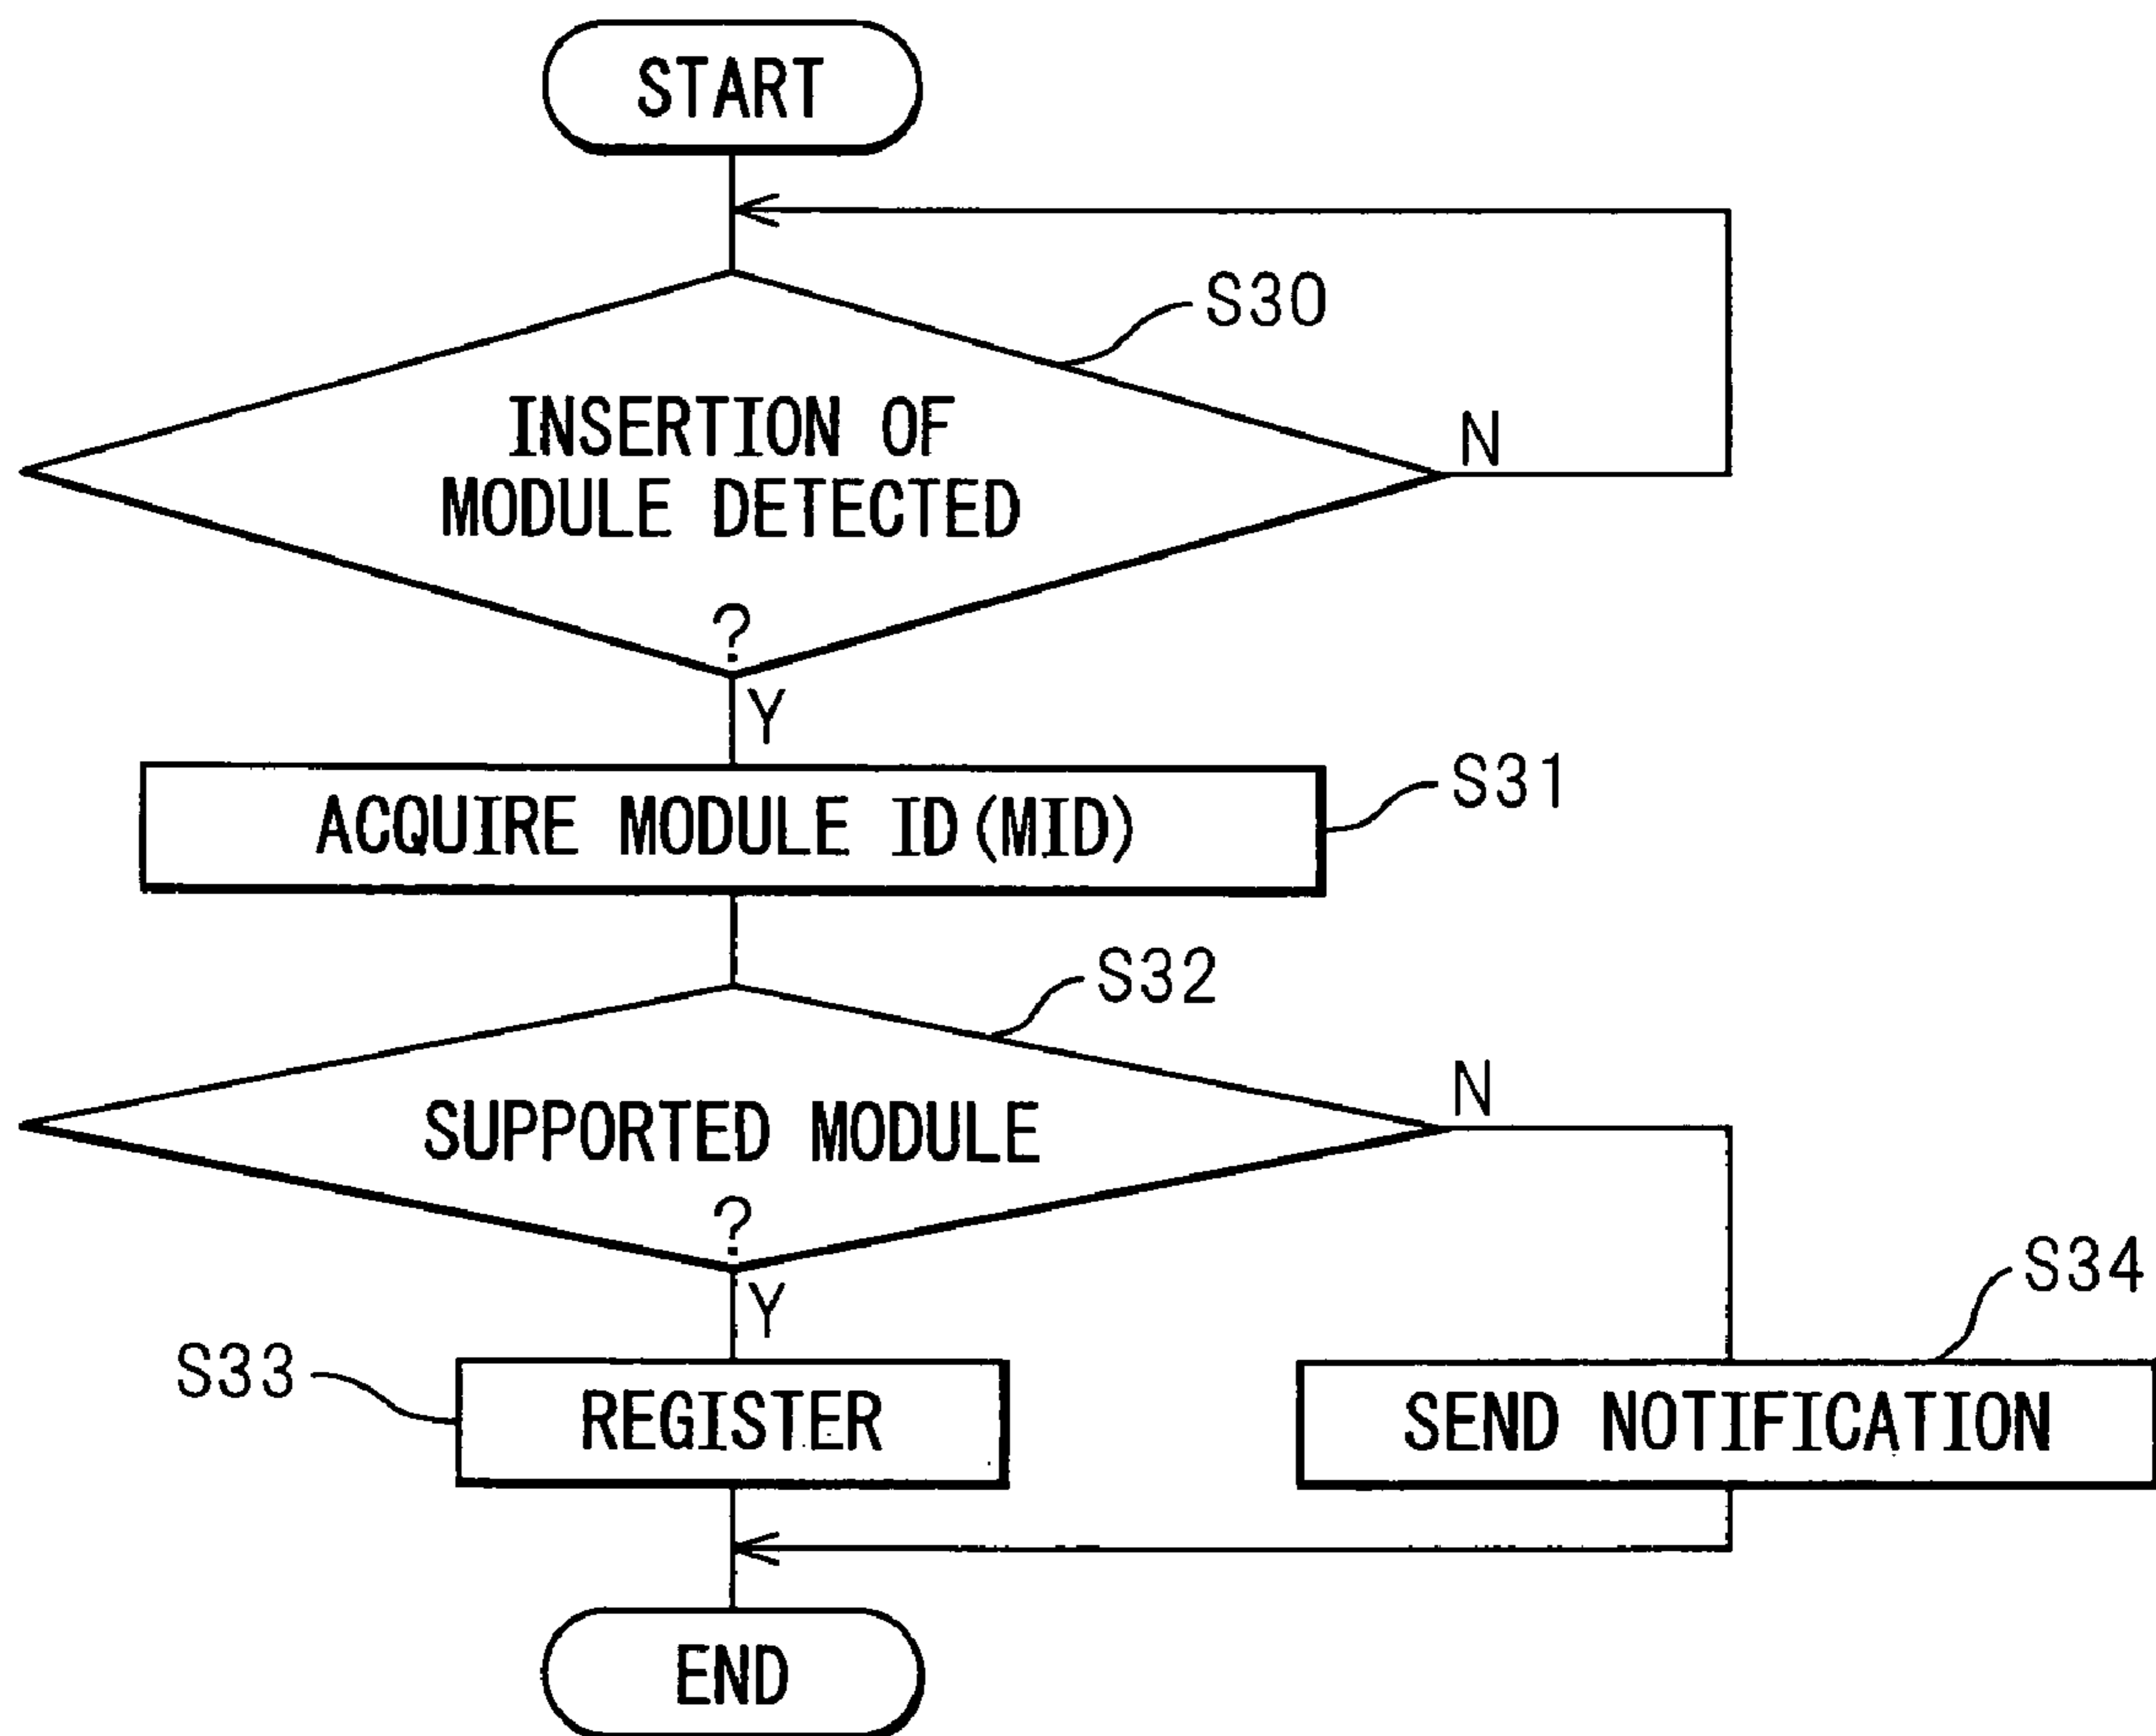 START
S30
INSERTION OF
MODULE DETECTED
?
N
Y
ACQUIRE MODULE ID(MID)
S31
S32
SUPPORTED MODULE
?
N
Y
S33
REGISTER
S34
SEND NOTIFICATION
END